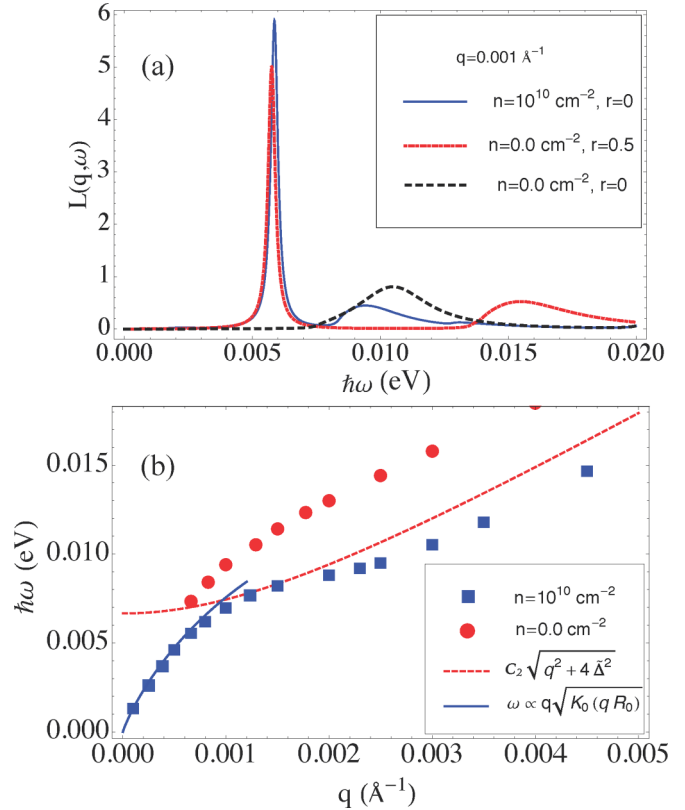 (a)
q=0.001 Å⁻¹
n=10¹⁰ cm⁻², r=0
n=0.0 cm⁻², r=0.5
n=0.0 cm⁻², r=0
L(q,ω)
6
5
4
3
2
1
0
0.000 0.005 0.010 0.015 0.020
ħω (eV)
(b)
ħω (eV)
0.015
0.010
0.005
0.000
n=10¹⁰ cm⁻²
n=0.0 cm⁻²
C₂√(q² + 4 Δ̃²)
ω ∝ q√(K₀ (q R₀))
0.000 0.001 0.002 0.003 0.004 0.005
q (Å⁻¹)